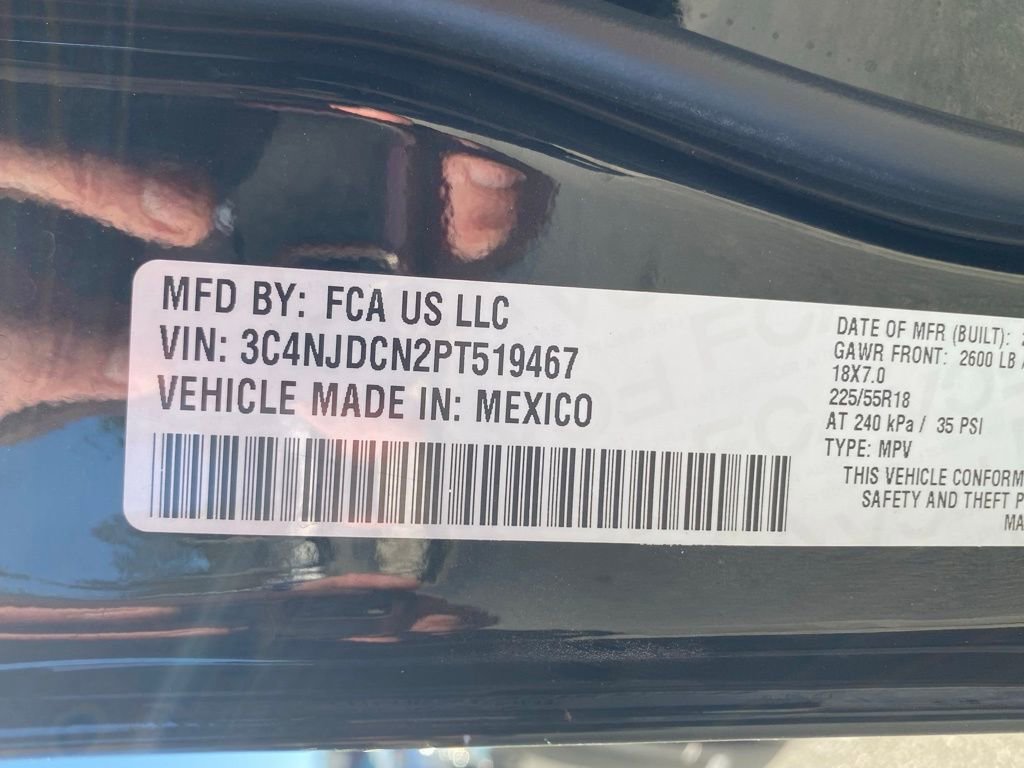 MFD BY: FCA US LLC
VIN: 3C4NJDCN2PT519467
VEHICLE MADE IN: MEXICO
DATE OF MFR (BUILT):
GAWR FRONT: 2600 LB
18X7.0
225/55R18
AT 240 kPa / 35 PSI
TYPE: MPV
THIS VEHICLE CONFORM
SAFETY AND THEFT P
MA